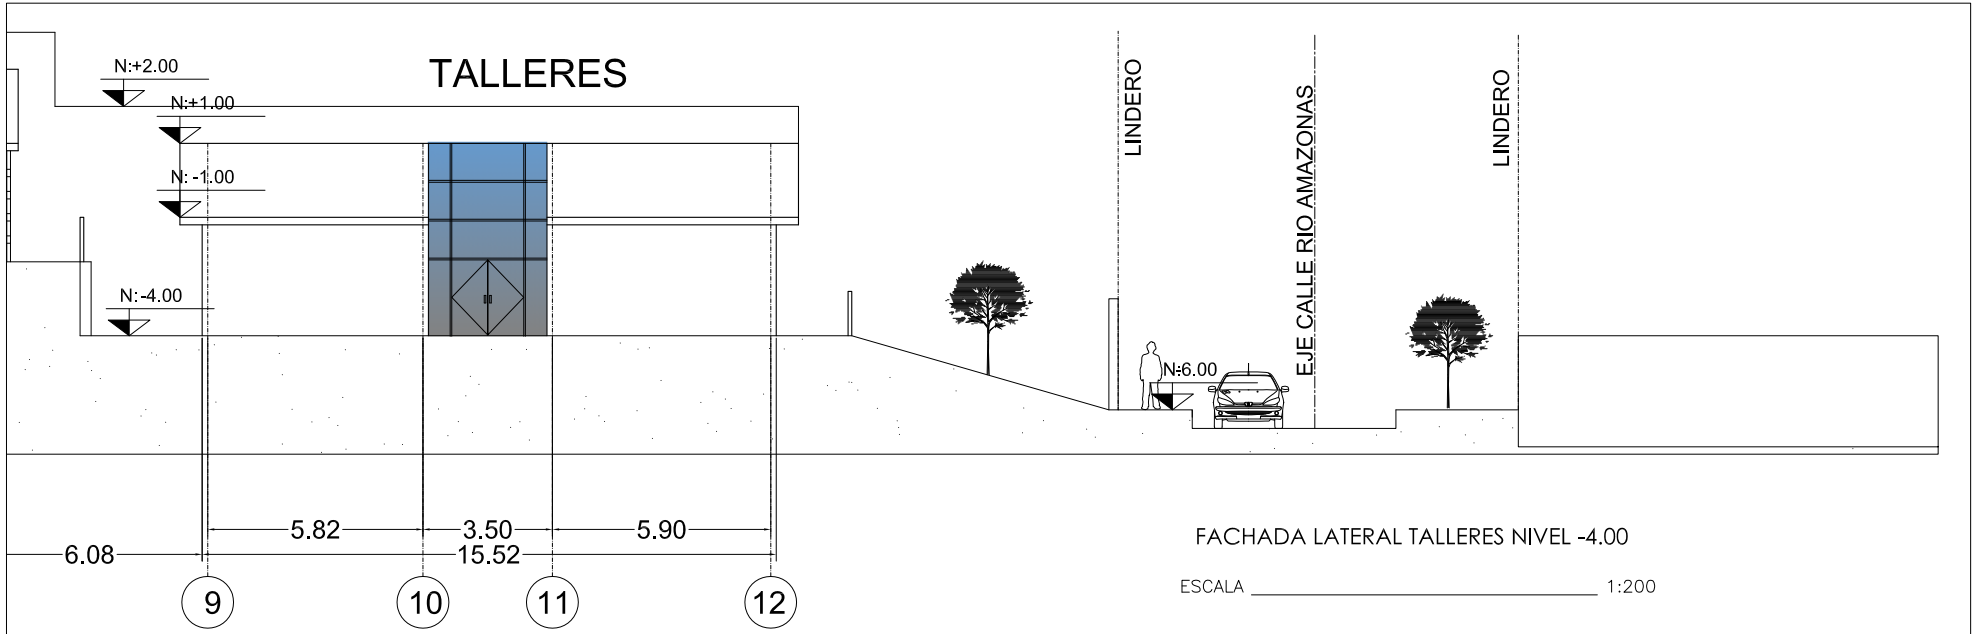 TALLERES
N:+2.00
N:+1.00
N: -1.00
N:-4.00
LINDERO
EJE CALLE RIO AMAZONAS
LINDERO
N:-6.00
5.82
3.50
5.90
6.08
15.52
9
10
11
12
FACHADA LATERAL TALLERES NIVEL -4.00
ESCALA 1:200